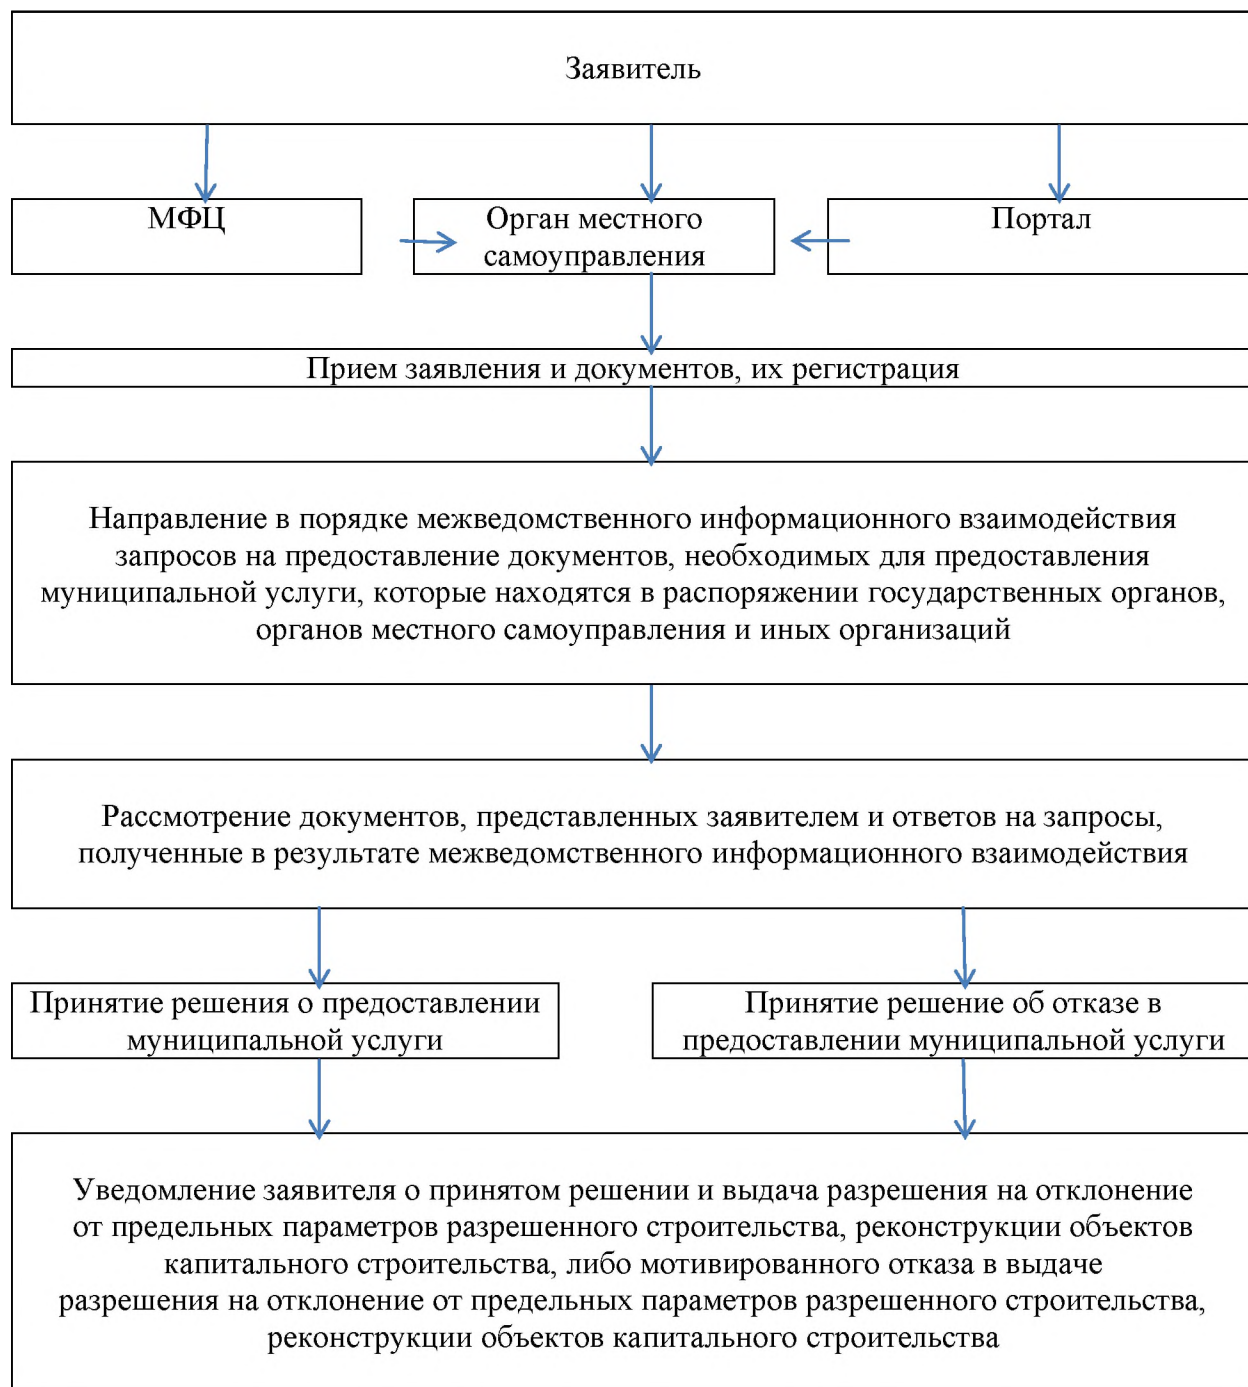 Заявитель
МФЦ
Орган местного
самоуправления
Портал
Прием заявления и документов, их регистрация
Направление в порядке межведомственного информационного взаимодействия
запросов на предоставление документов, необходимых для предоставления
муниципальной услуги, которые находятся в распоряжении государственных органов,
органов местного самоуправления и иных организаций
Рассмотрение документов, представленных заявителем и ответов на запросы,
полученные в результате межведомственного информационного взаимодействия
Принятие решения о предоставлении
муниципальной услуги
Принятие решение об отказе в
предоставлении муниципальной услуги
Уведомление заявителя о принятом решении и выдача разрешения на отклонение
от предельных параметров разрешенного строительства, реконструкции объектов
капитального строительства, либо мотивированного отказа в выдаче
разрешения на отклонение от предельных параметров разрешенного строительства,
реконструкции объектов капитального строительства